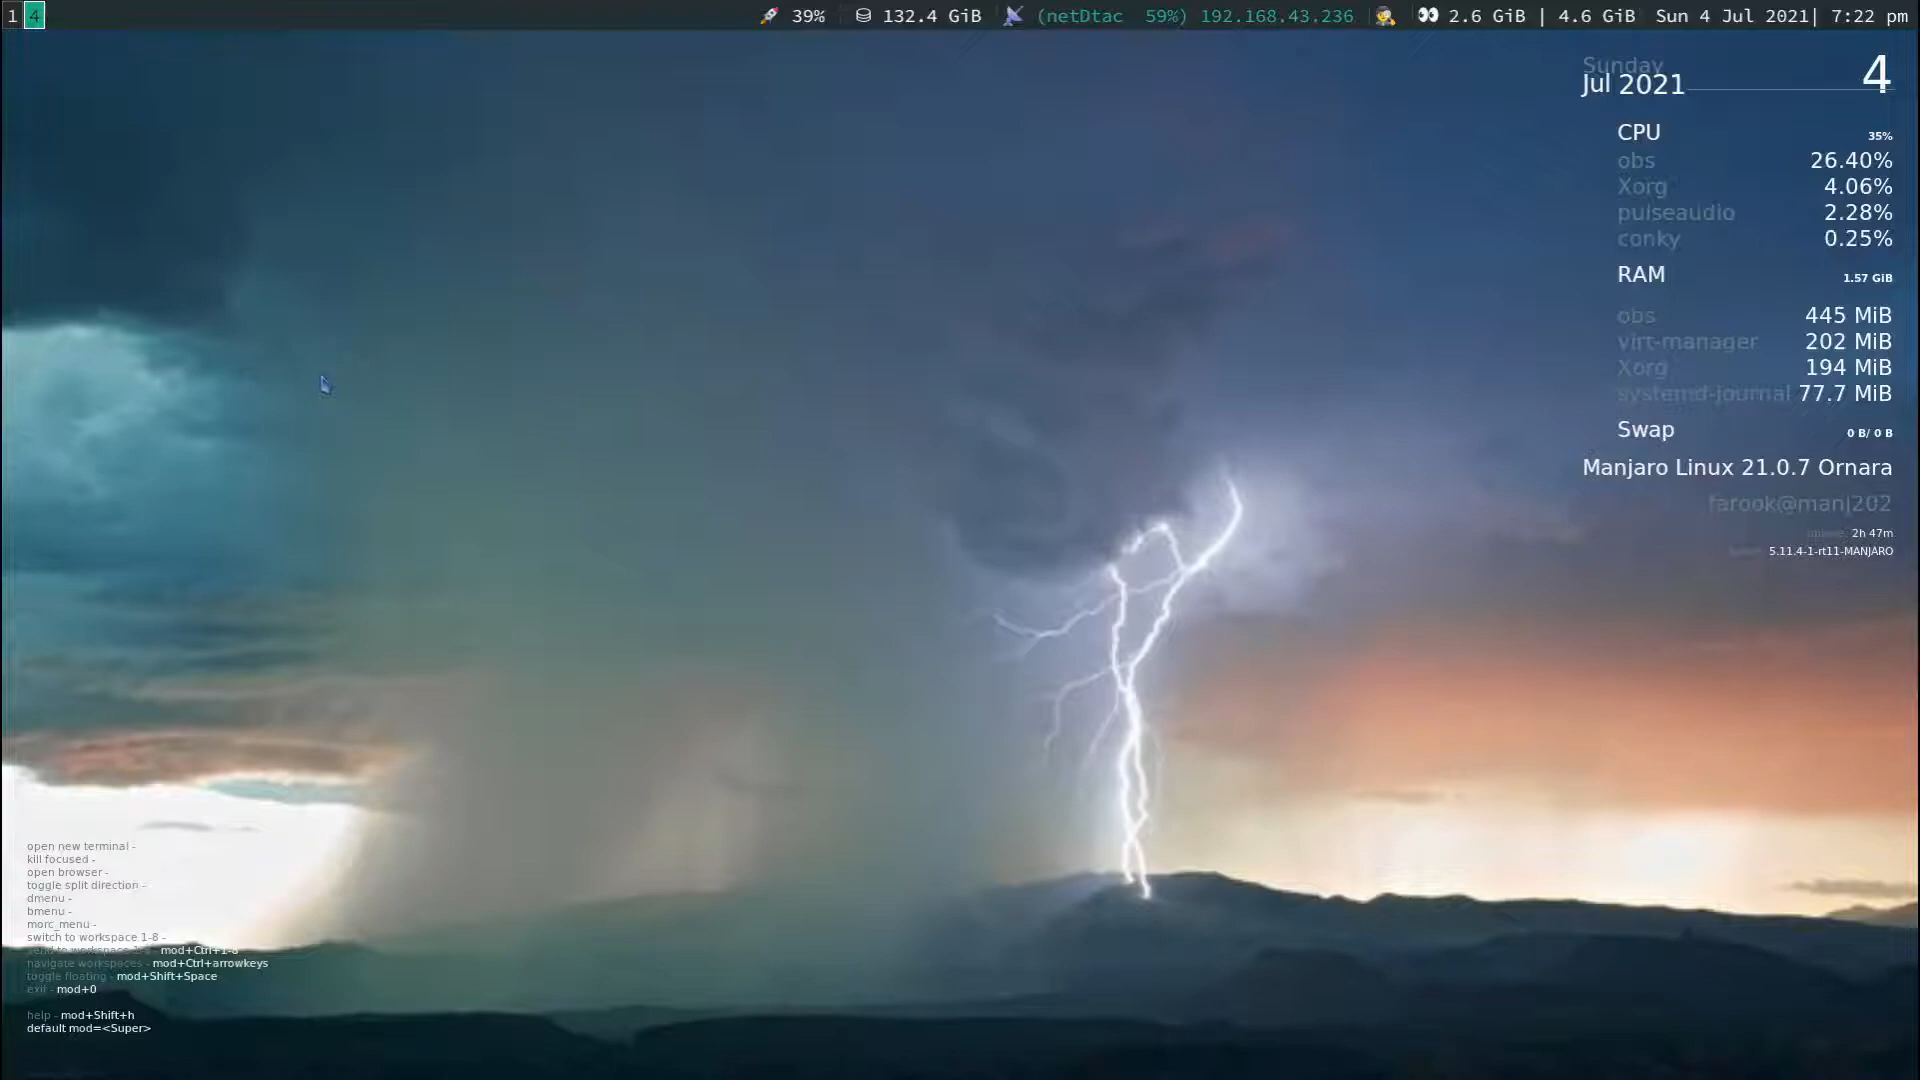 1 4 39% 132.4 GiB (netDtac 59%) 192.168.43.236 2.6 GiB | 4.6 GiB Sun 4 Jul 2021| 7:22 pm
Sunday
Jul 2021 4
CPU 35%
obs 26.40%
Xorg 4.06%
pulseaudio 2.28%
conky 0.25%
RAM 1.57 GiB
obs 445 MiB
virt-manager 202 MiB
Xorg 194 MiB
systemd-journal 77.7 MiB
Swap 0 B/ 0 B
Manjaro Linux 21.0.7 Ornara
farook@manj202
uptime: 2h 47m
5.11.4-1-rt11-MANJARO
open new terminal -
kill focused -
open browser -
toggle split direction -
dmenu -
bmenu -
morc_menu -
switch to workspace 1-8 -
send to workspace 1-8 - mod+Ctrl+1-8
navigate workspaces - mod+Ctrl+arrowkeys
toggle floating - mod+Shift+Space
exit - mod+0
help - mod+Shift+h
default mod=<Super>